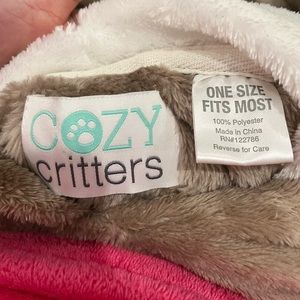 COZY
critters
ONE SIZE
FITS MOST
100% Polyester
Made in China
RN#122786
Reverse for Care